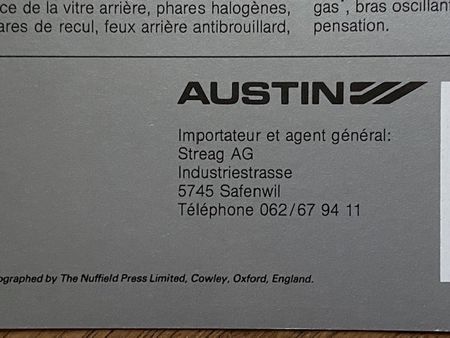 ce de la vitre arrière, phares halogènes,
ares de recul, feux arrière antibrouillard,
gas*, bras oscillant
pensation.
AUSTIN
Importateur et agent général:
Streag AG
Industriestrasse
5745 Safenwil
Téléphone 062/67 94 11
ographed by The Nuffield Press Limited, Cowley, Oxford, England.